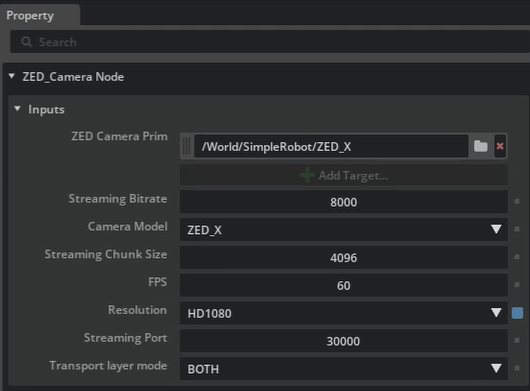 Property
Search
ZED_Camera Node
Inputs
ZED Camera Prim /World/SimpleRobot/ZED_X
Add Target...
Streaming Bitrate 8000
Camera Model ZED_X
Streaming Chunk Size 4096
FPS 60
Resolution HD1080
Streaming Port 30000
Transport layer mode BOTH